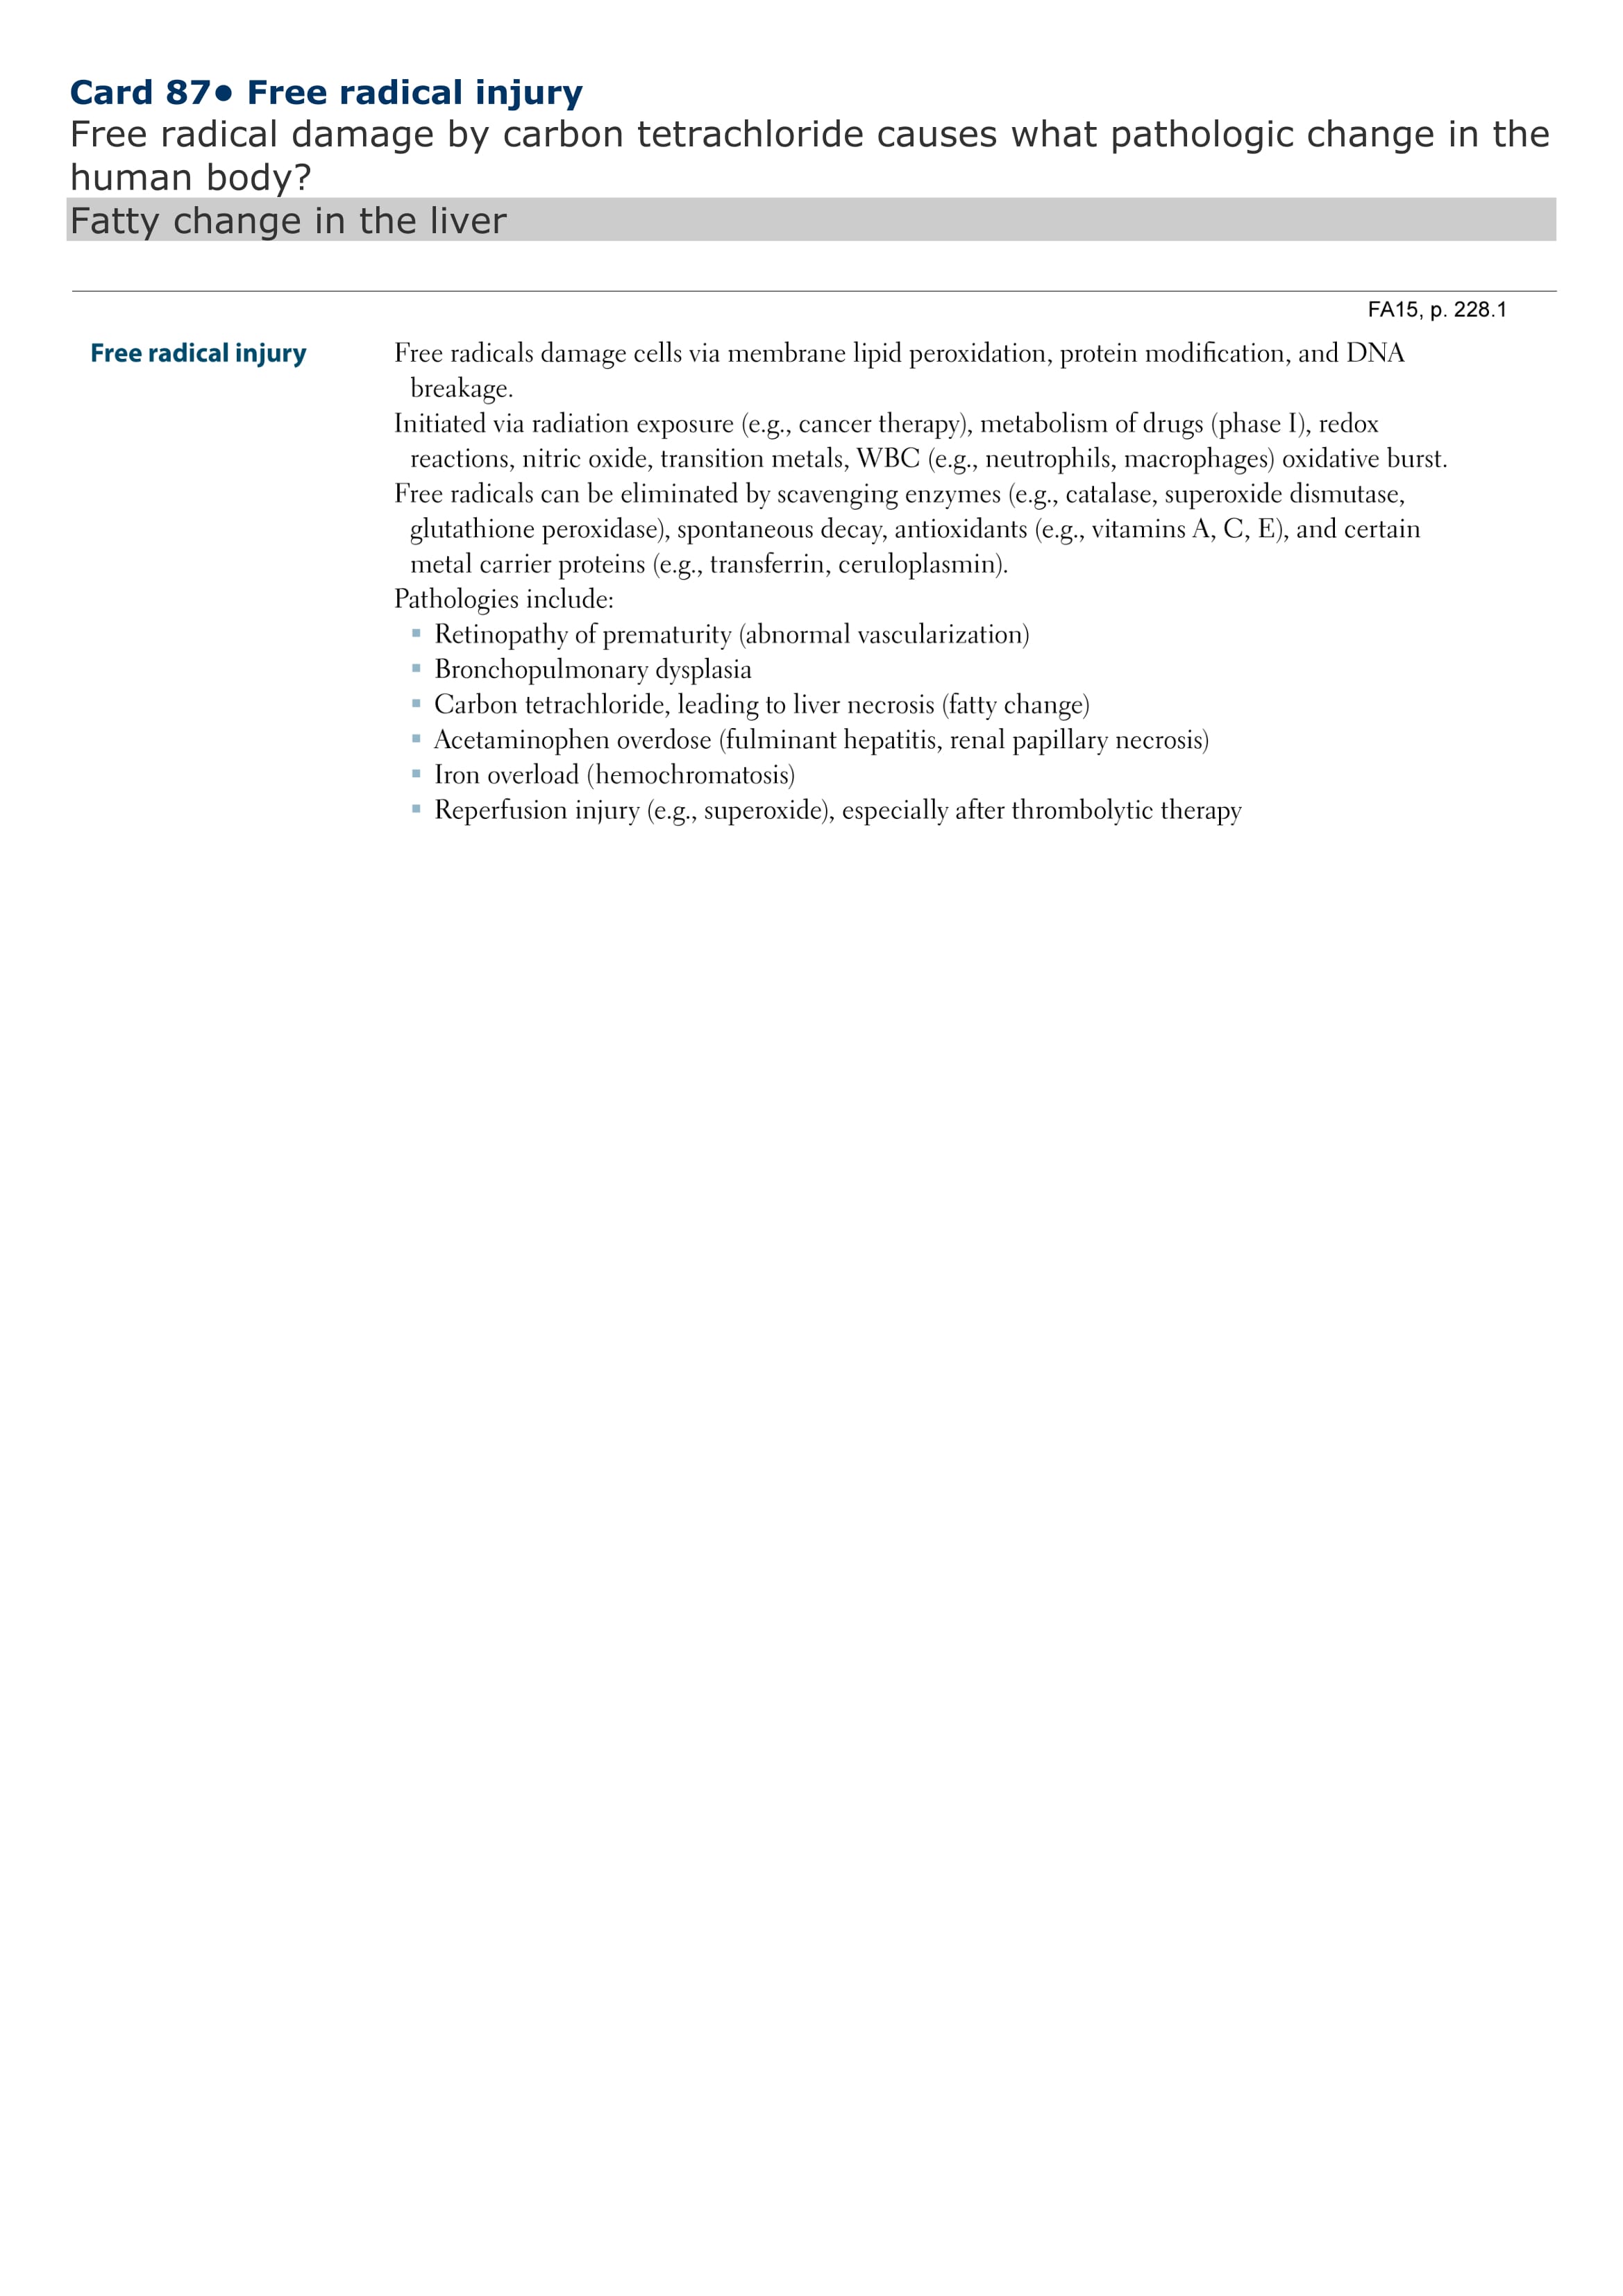 Card 87● Free radical injury
Free radical damage by carbon tetrachloride causes what pathologic change in the
human body?
Fatty change in the liver
FA15, p. 228.1
Free radical injury
Free radicals damage cells via membrane lipid peroxidation, protein modification, and DNA
breakage.
Initiated via radiation exposure (e.g., cancer therapy), metabolism of drugs (phase I), redox
reactions, nitric oxide, transition metals, WBC (e.g., neutrophils, macrophages) oxidative burst.
Free radicals can be eliminated by scavenging enzymes (e.g., catalase, superoxide dismutase,
glutathione peroxidase), spontaneous decay, antioxidants (e.g., vitamins A, C, E), and certain
metal carrier proteins (e.g., transferrin, ceruloplasmin).
Pathologies include:
▪ Retinopathy of prematurity (abnormal vascularization)
▪ Bronchopulmonary dysplasia
▪ Carbon tetrachloride, leading to liver necrosis (fatty change)
▪ Acetaminophen overdose (fulminant hepatitis, renal papillary necrosis)
▪ Iron overload (hemochromatosis)
▪ Reperfusion injury (e.g., superoxide), especially after thrombolytic therapy